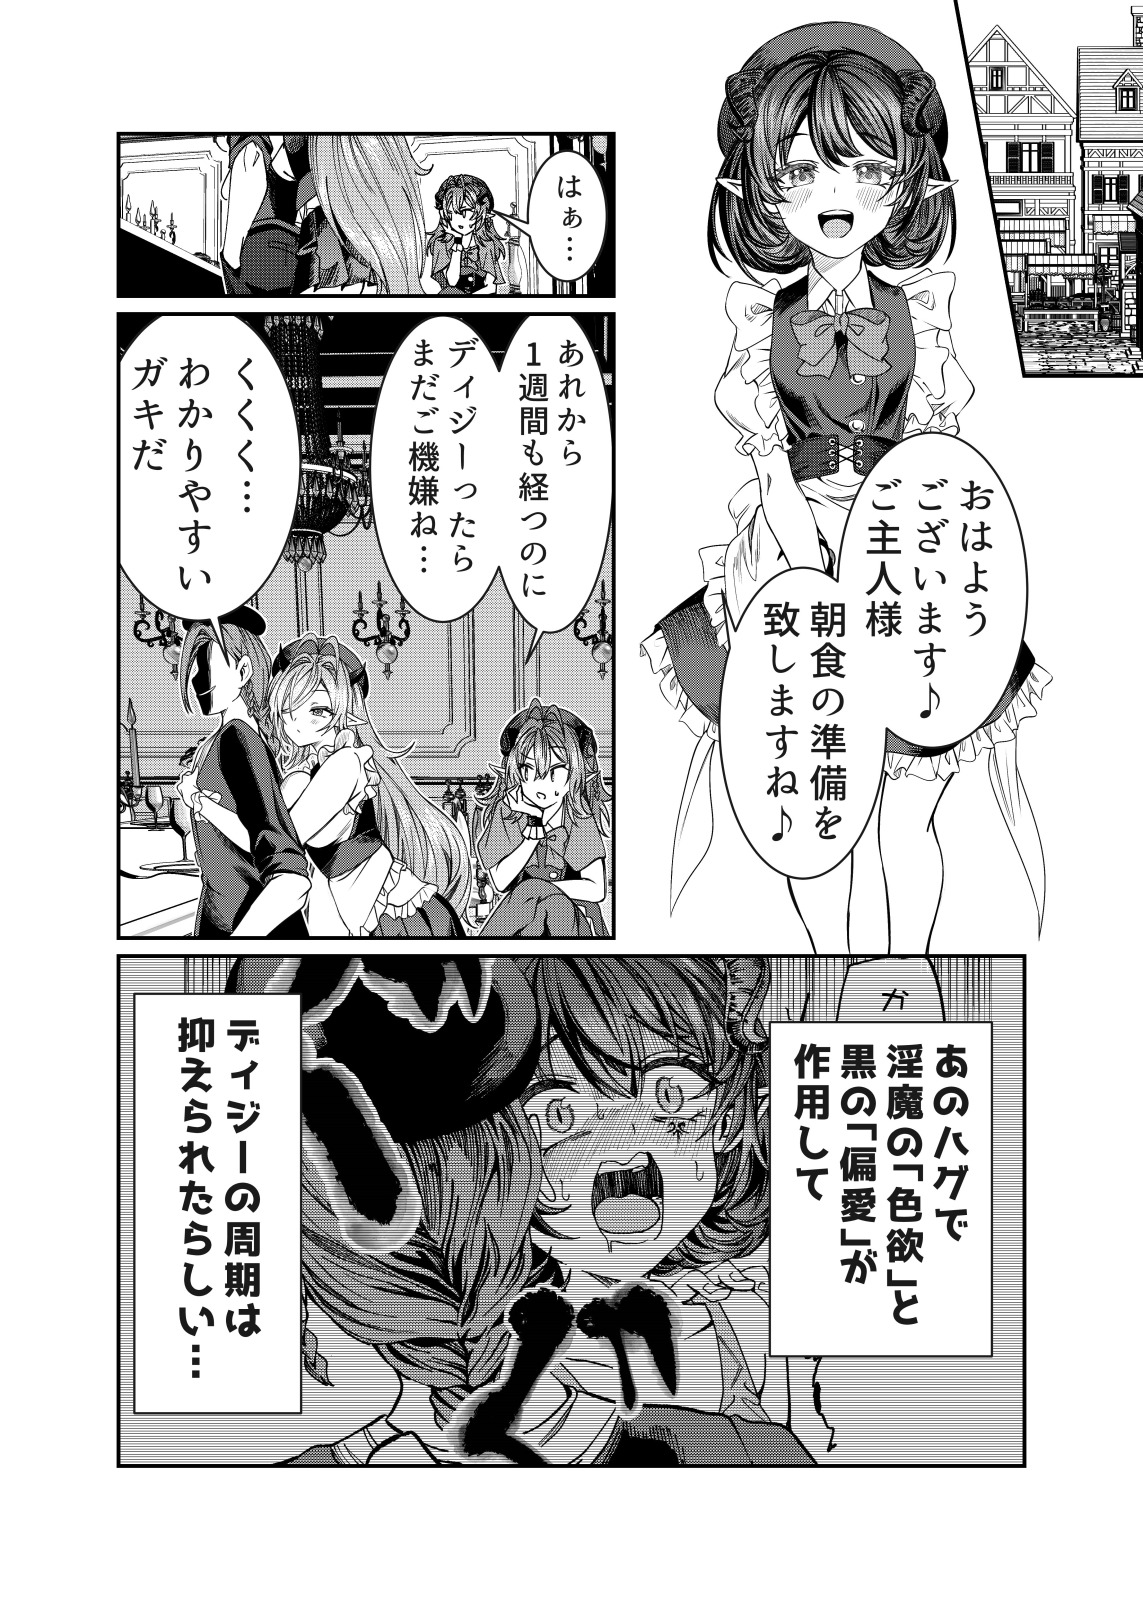 おはよう
ございます♪
ご主人様
朝食の準備を
致しますね♪
はぁ…
あれから
1週間も経つのに
ディジーったら
まだご機嫌ね…
くくく…
わかりやすい
ガキだ
ガ
あのハグで
淫魔の「色欲」と
黒の「偏愛」が
作用して
ディジーの周期は
抑えられたらしい…